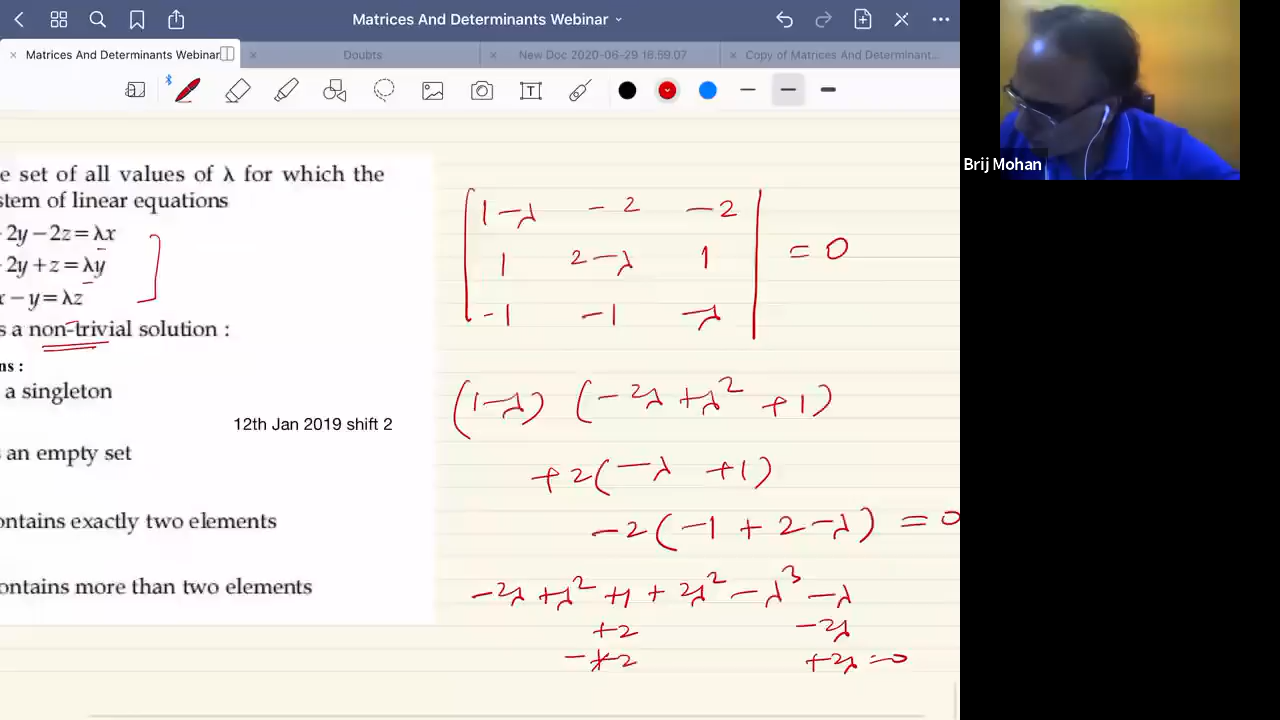 Matrices And Determinants Webinar
Matrices And Determinants Webinar
Doubts
New Doc 2020-06-29 16.59.07
Copy of Matrices And Determinant...
T
Brij Mohan
e set of all values of λ for which the
stem of linear equations
2y − 2z = λx
2y + z = λy
x − y = λz
s a non-trivial solution :
ns :
a singleton
12th Jan 2019 shift 2
s an empty set
ontains exactly two elements
ontains more than two elements
1−λ −2 −2
1 2−λ 1 = 0
-1 −1 −λ
(1−λ) (−2λ +λ² +1)
+2(−λ +1)
−2(−1 + 2−λ) = 0
−2λ +λ² +1 + 2λ² −λ³ −λ
+2 −2λ
−2 +2λ =0